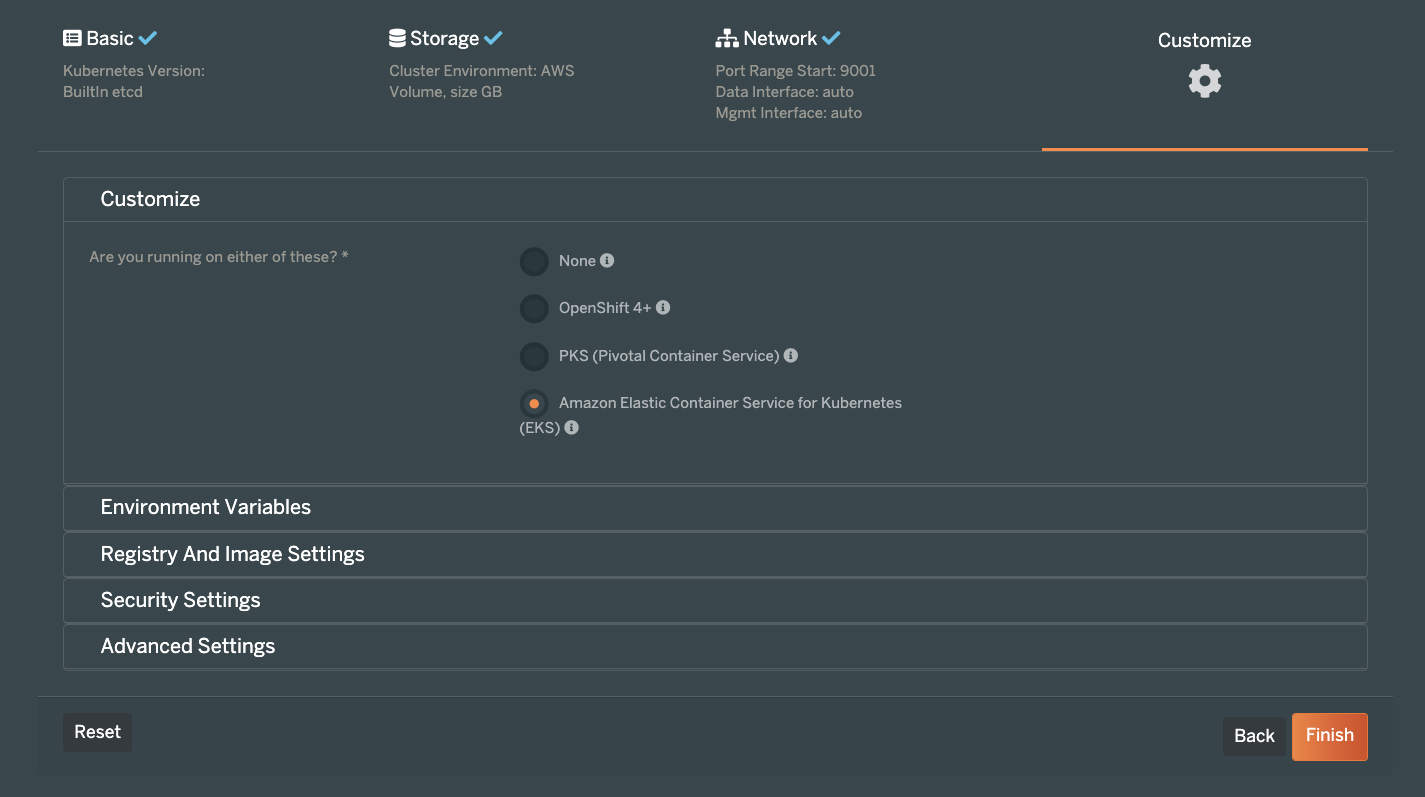 Basic
Kubernetes Version:
BuiltIn etcd
Storage
Cluster Environment: AWS
Volume, size GB
Network
Port Range Start: 9001
Data Interface: auto
Mgmt Interface: auto
Customize
Customize
Are you running on either of these? *
None
OpenShift 4+
PKS (Pivotal Container Service)
Amazon Elastic Container Service for Kubernetes
(EKS)
Environment Variables
Registry And Image Settings
Security Settings
Advanced Settings
Reset
Back
Finish